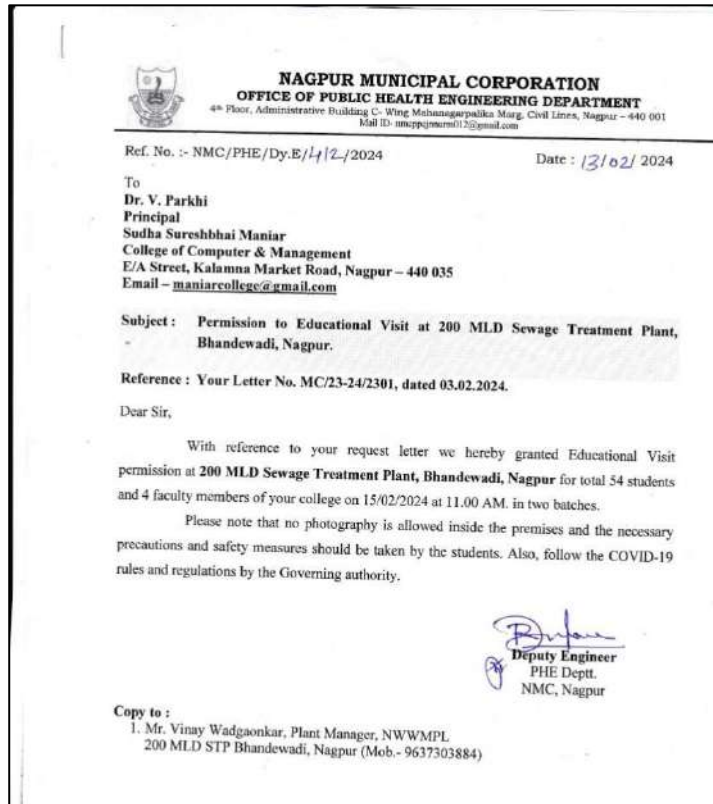 NAGPUR MUNICIPAL CORPORATION
OFFICE OF PUBLIC HEALTH ENGINEERING DEPARTMENT
4th Floor, Administrative Building C- Wing Mahanagarpalika Marg, Civil Lines, Nagpur – 440 001
Mail ID-
Ref. No. :- NMC/PHE/Dy.E/412/2024 Date : 13/02/ 2024
To
Dr. V. Parkhi
Principal
Sudha Sureshbhai Maniar
College of Computer & Management
E/A Street, Kalamna Market Road, Nagpur – 440 035
Email – maniarcollege@gmail.com
Subject : Permission to Educational Visit at 200 MLD Sewage Treatment Plant,
Bhandewadi, Nagpur.
Reference : Your Letter No. MC/23-24/2301, dated 03.02.2024.
Dear Sir,
With reference to your request letter we hereby granted Educational Visit
permission at 200 MLD Sewage Treatment Plant, Bhandewadi, Nagpur for total 54 students
and 4 faculty members of your college on 15/02/2024 at 11.00 AM. in two batches.
Please note that no photography is allowed inside the premises and the necessary
precautions and safety measures should be taken by the students. Also, follow the COVID-19
rules and regulations by the Governing authority.
Deputy Engineer
PHE Deptt.
NMC, Nagpur
Copy to :
1. Mr. Vinay Wadgaonkar, Plant Manager, NWWMPL
200 MLD STP Bhandewadi, Nagpur (Mob.- 9637303884)